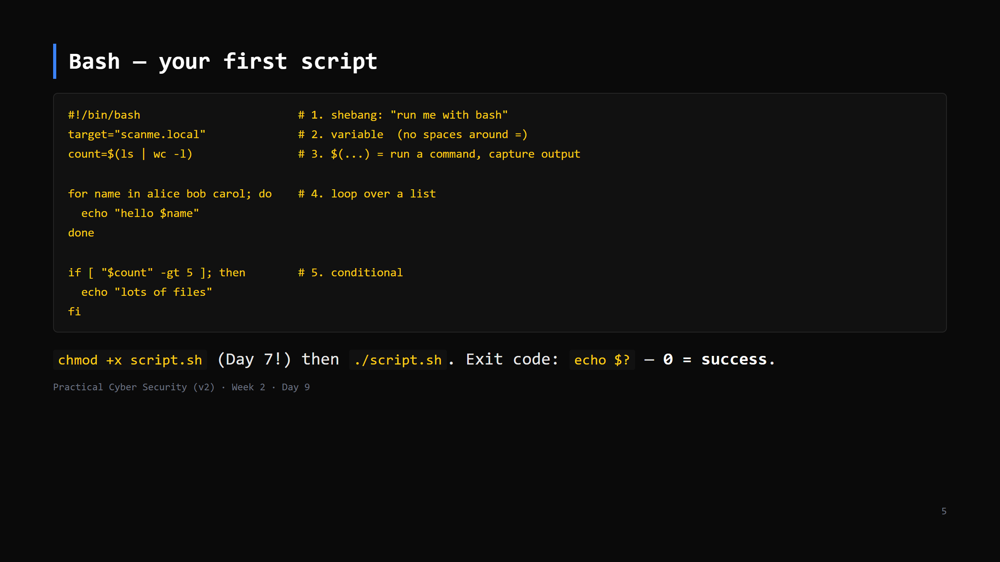 Bash — your first script
#!/bin/bash                        # 1. shebang: "run me with bash"
target="scanme.local"              # 2. variable  (no spaces around =)
count=$(ls | wc -l)                # 3. $(...) = run a command, capture output
for name in alice bob carol; do    # 4. loop over a list
  echo "hello $name"
done
if [ "$count" -gt 5 ]; then        # 5. conditional
  echo "lots of files"
fi
chmod +x script.sh (Day 7!) then ./script.sh. Exit code: echo $? — 0 = success.
Practical Cyber Security (v2) · Week 2 · Day 9
5